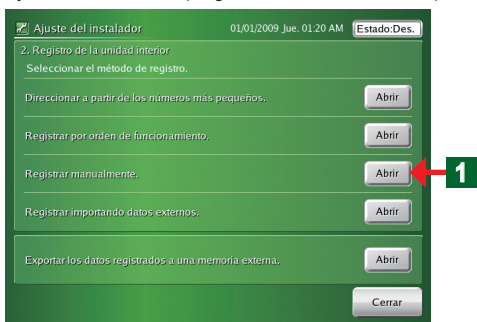 Ajuste del instalador 01/01/2009 Jue. 01:20 AM Estado:Des.
2. Registro de la unidad interior
Seleccionar el método de registro.
Direccionar a partir de los números más pequeños. Abrir
Registrar por orden de funcionamiento. Abrir
Registrar manualmente. Abrir 1
Registrar importando datos externos. Abrir
Exportar los datos registrados a una memoria externa. Abrir
Cerrar